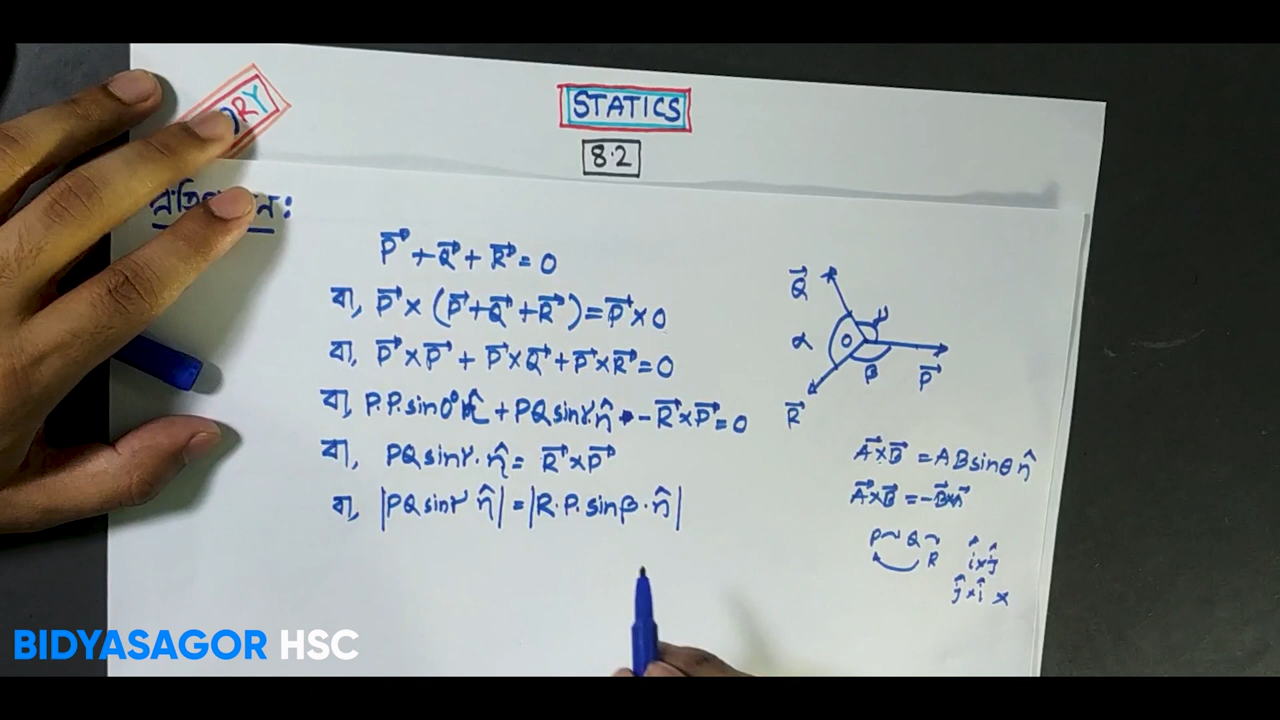 STATICS
8.2
P⃗ + Q⃗ + R⃗ = 0
বা, P⃗ × (P⃗ + Q⃗ + R⃗) = P⃗ × 0
বা, P⃗ × P⃗ + P⃗ × Q⃗ + P⃗ × R⃗ = 0
বা, P.P. sin0° n̂ + PQ sinγ. n̂ - R⃗ × P⃗ = 0
বা, PQ sinγ. n̂ = R⃗ × P⃗
বা, |PQ sinγ n̂| = |R.P. sinβ. n̂|
Q⃗
γ
α
O
β
P⃗
R⃗
A⃗ × B⃗ = AB sinθ n̂
A⃗ × B⃗ = -B⃗ × A⃗
P Q
R
î × ĵ
ĵ × î ×
BIDYASAGOR HSC